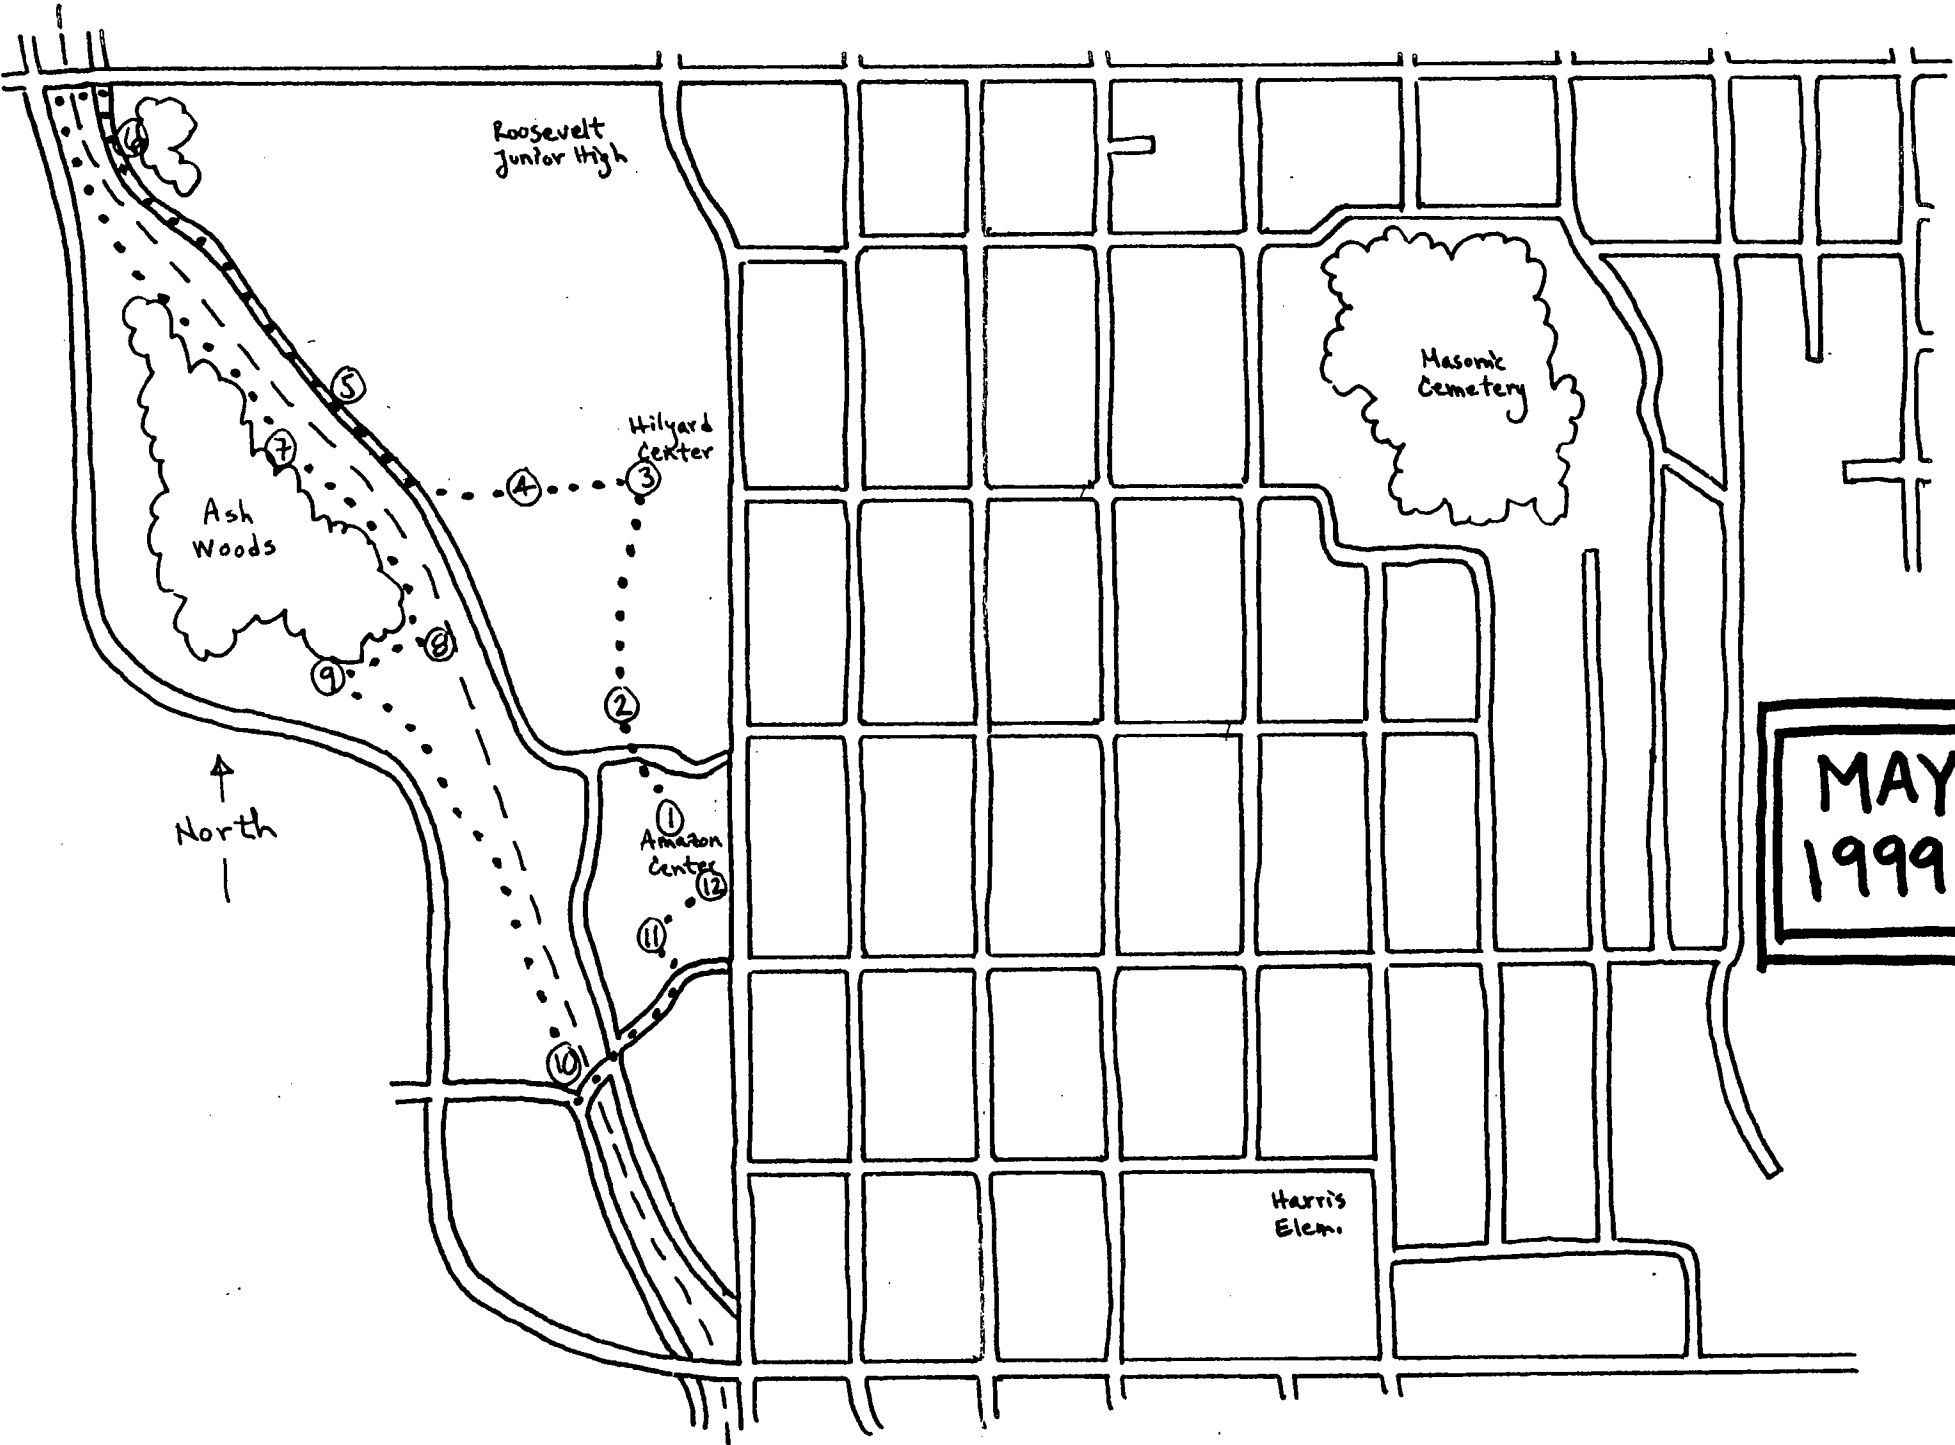 6
Roosevelt
Junior High
5
Masonic
Cemetery
Hilyard
Center
7
4
3
Ash
Woods
8
9
2
North
MAY
1999
1
Amazon
Center
12
11
10
Harris
Elem.